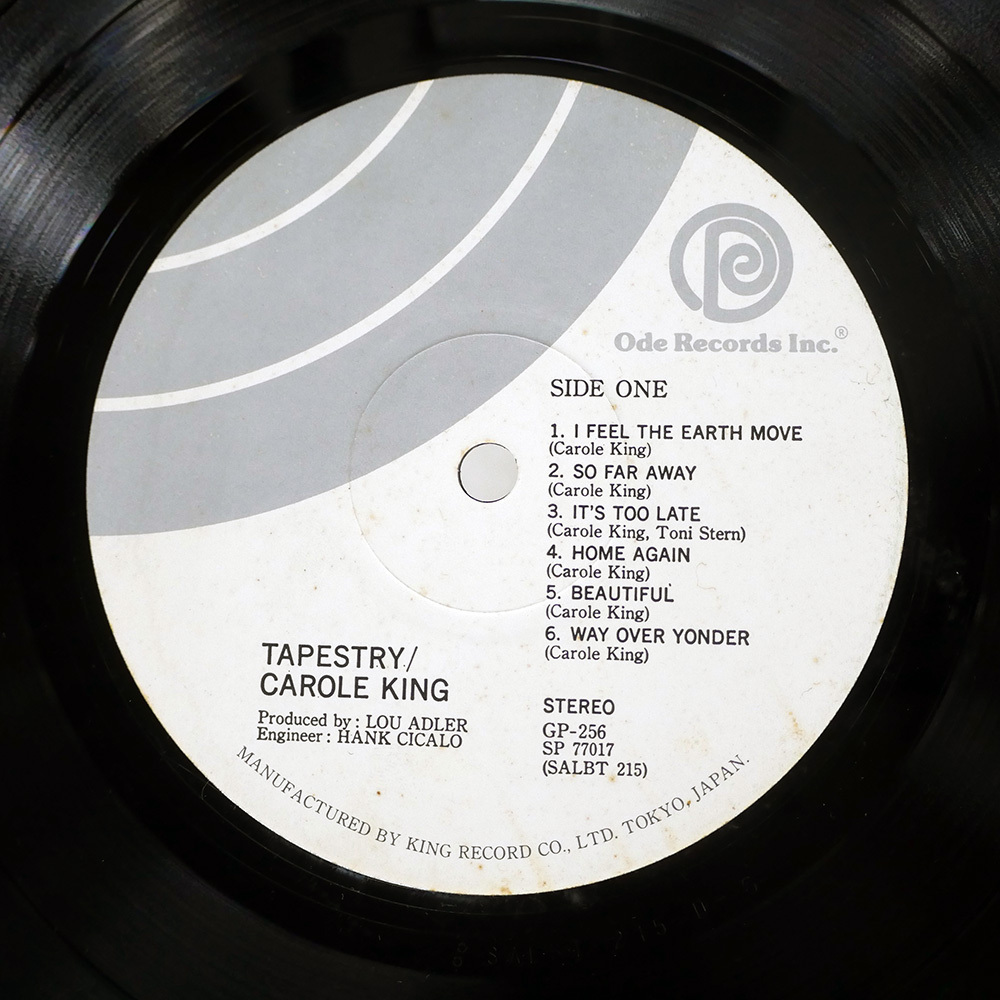 Ode Records Inc.®
SIDE ONE
1. I FEEL THE EARTH MOVE
(Carole King)
2. SO FAR AWAY
(Carole King)
3. IT'S TOO LATE
(Carole King, Toni Stern)
4. HOME AGAIN
(Carole King)
5. BEAUTIFUL
(Carole King)
6. WAY OVER YONDER
(Carole King)
TAPESTRY/
CAROLE KING
Produced by : LOU ADLER
Engineer : HANK CICALO
STEREO
GP-256
SP 77017
(SALBT 215)
MANUFACTURED BY KING RECORD CO., LTD. TOKYO, JAPAN.